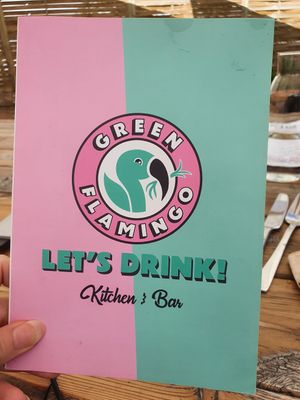 GREEN
FLAMINGO
LET'S DRINK!
Kitchen & Bar